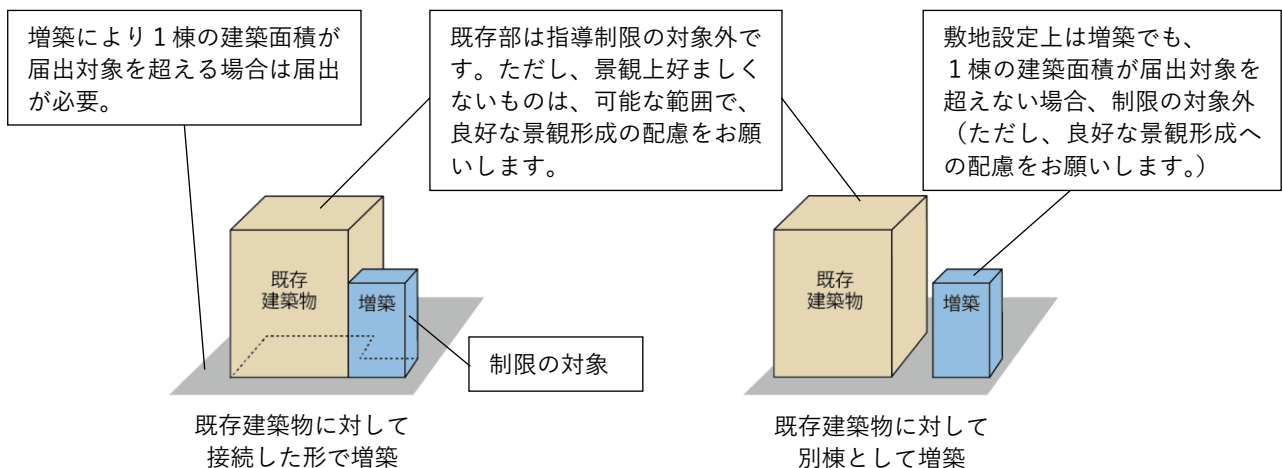 増築により１棟の建築面積が
届出対象を超える場合は届出
が必要。
既存部は指導制限の対象外で
す。ただし、景観上好ましく
ないものは、可能な範囲で、
良好な景観形成の配慮をお願
いします。
敷地設定上は増築でも、
１棟の建築面積が届出対象を
超えない場合、制限の対象外
（ただし、良好な景観形成へ
の配慮をお願いします。）
既存
建築物
増築
制限の対象
既存建築物に対して
接続した形で増築
既存
建築物
増築
既存建築物に対して
別棟として増築